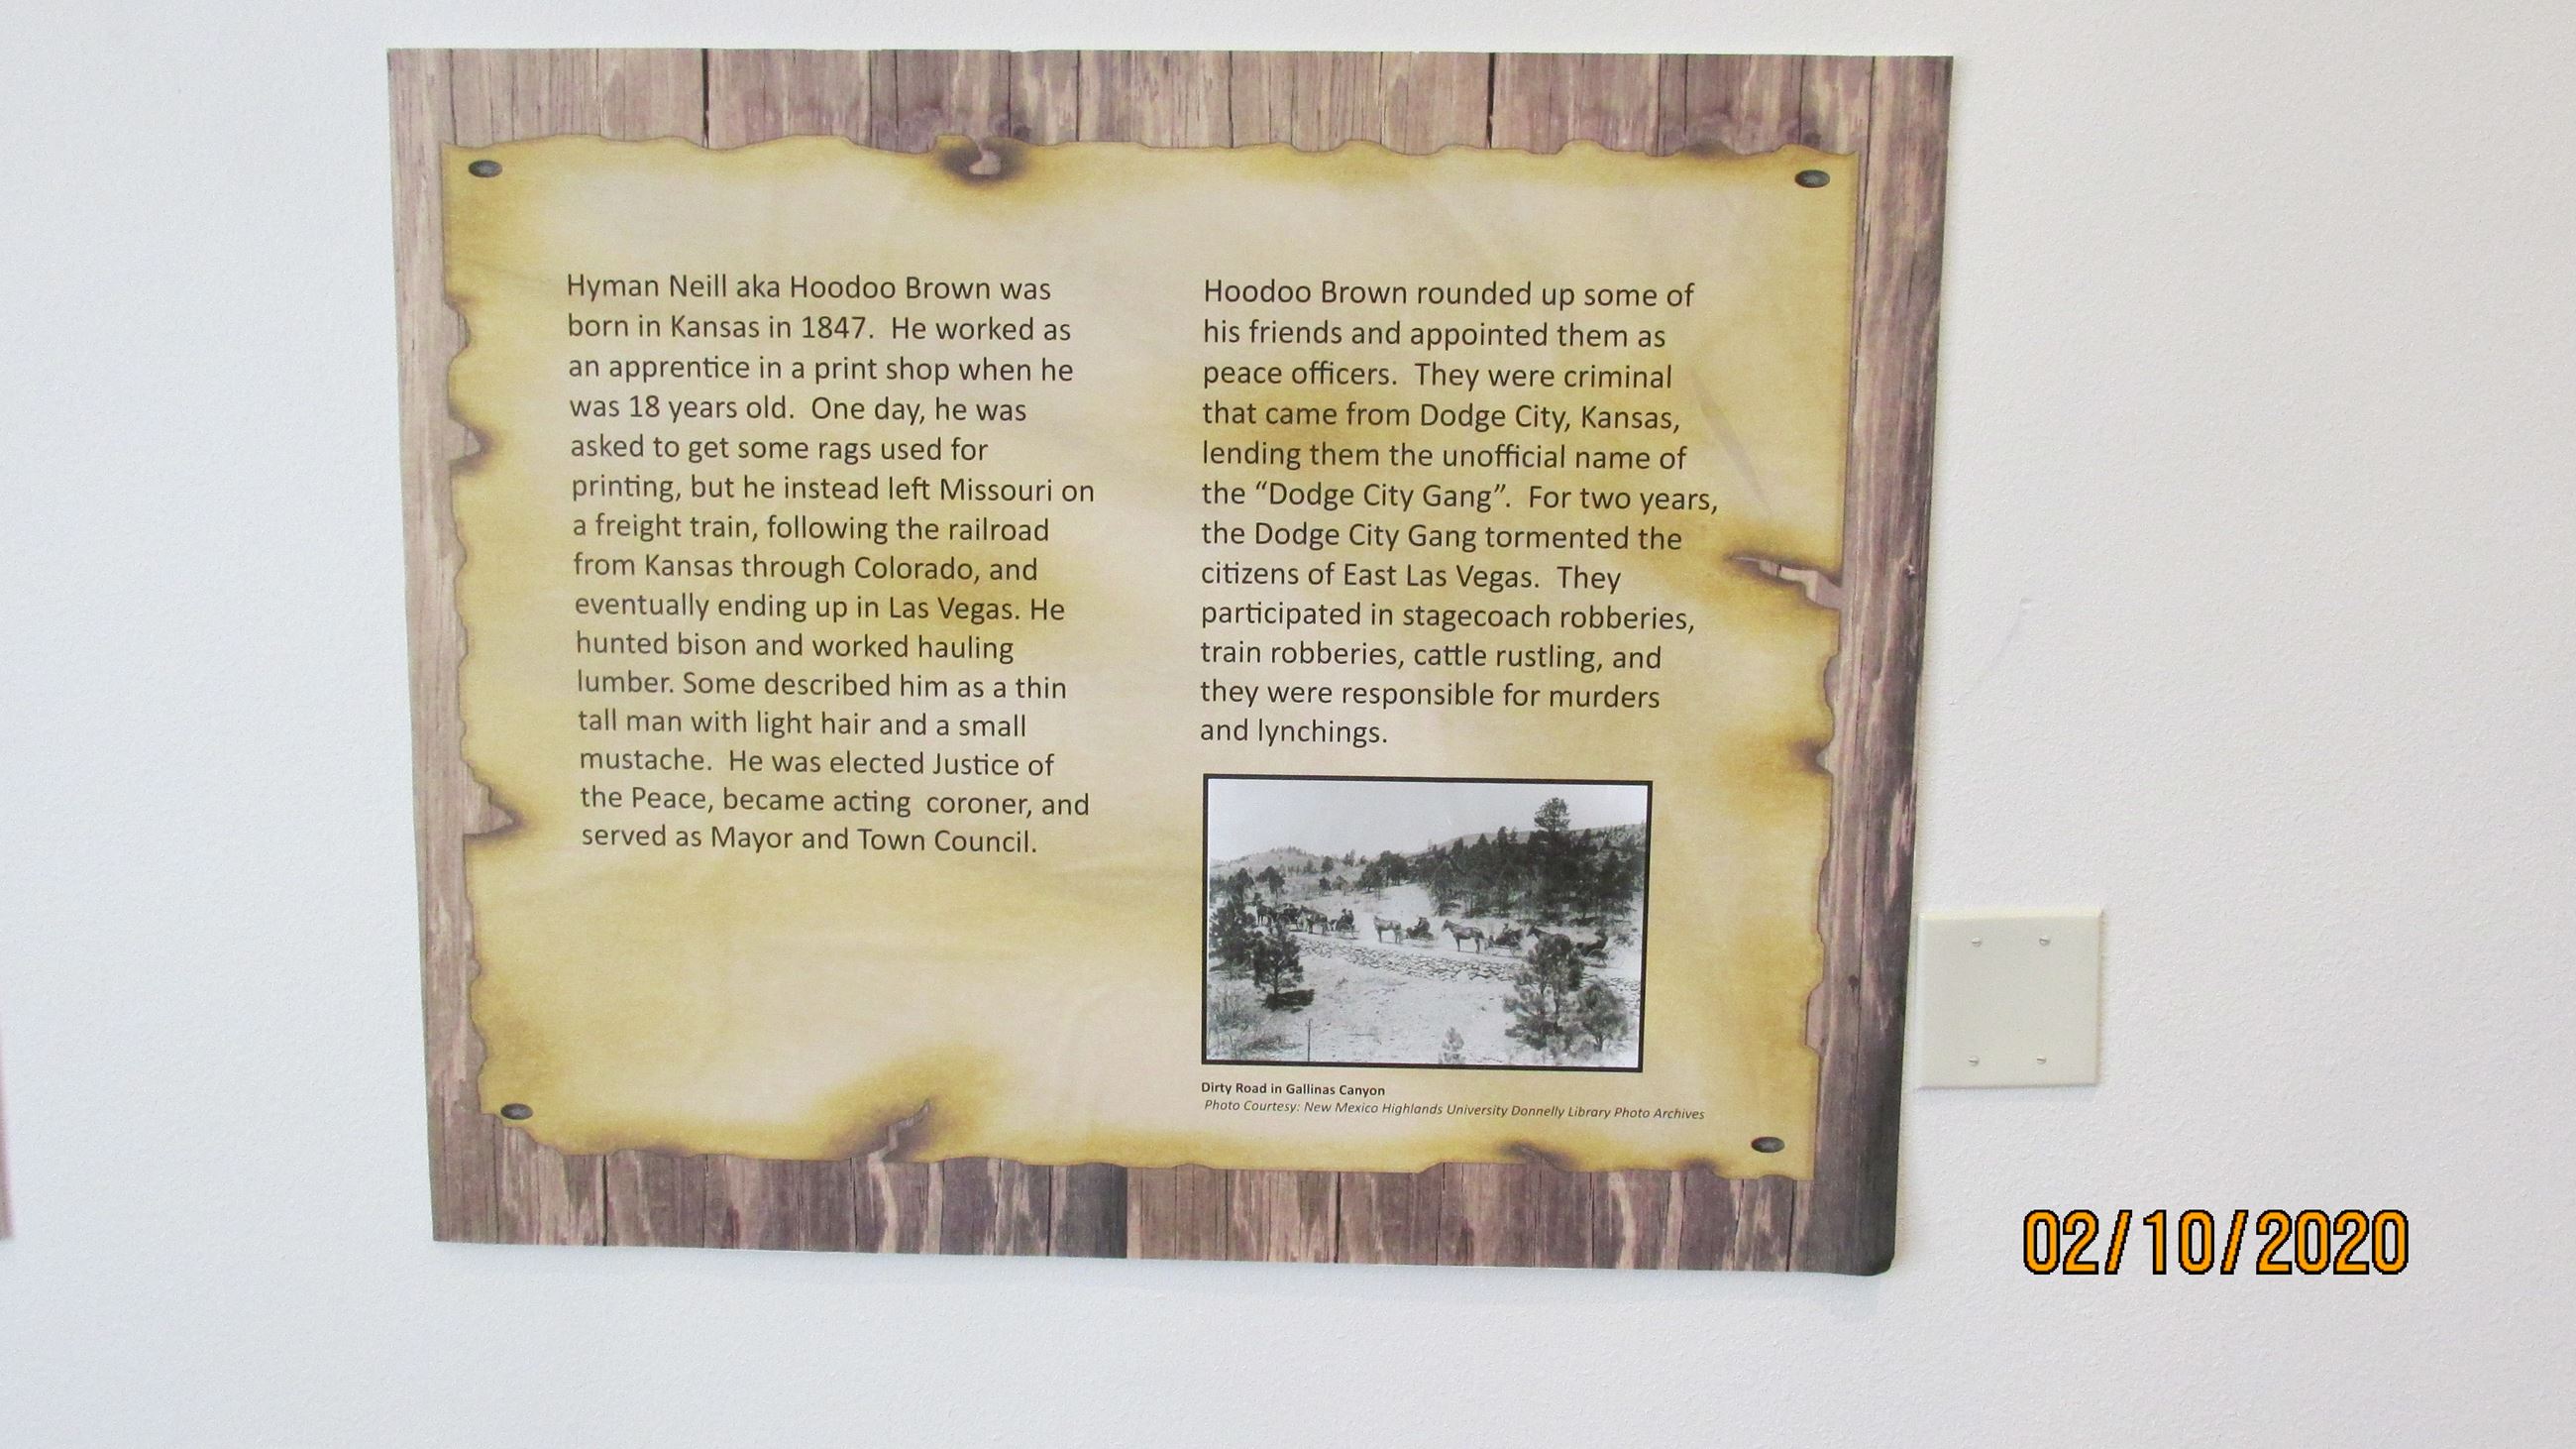 Hyman Neill aka Hoodoo Brown was
born in Kansas in 1847.  He worked as
an apprentice in a print shop when he
was 18 years old.  One day, he was
asked to get some rags used for
printing, but he instead left Missouri on
a freight train, following the railroad
from Kansas through Colorado, and
eventually ending up in Las Vegas. He
hunted bison and worked hauling
lumber. Some described him as a thin
tall man with light hair and a small
mustache.  He was elected Justice of
the Peace, became acting  coroner, and
served as Mayor and Town Council.
Hoodoo Brown rounded up some of
his friends and appointed them as
peace officers.  They were criminal
that came from Dodge City, Kansas,
lending them the unofficial name of
the “Dodge City Gang”.  For two years,
the Dodge City Gang tormented the
citizens of East Las Vegas.  They
participated in stagecoach robberies,
train robberies, cattle rustling, and
they were responsible for murders
and lynchings.
Dirty Road in Gallinas Canyon
Photo Courtesy: New Mexico Highlands University Donnelly Library Photo Archives
02/10/2020